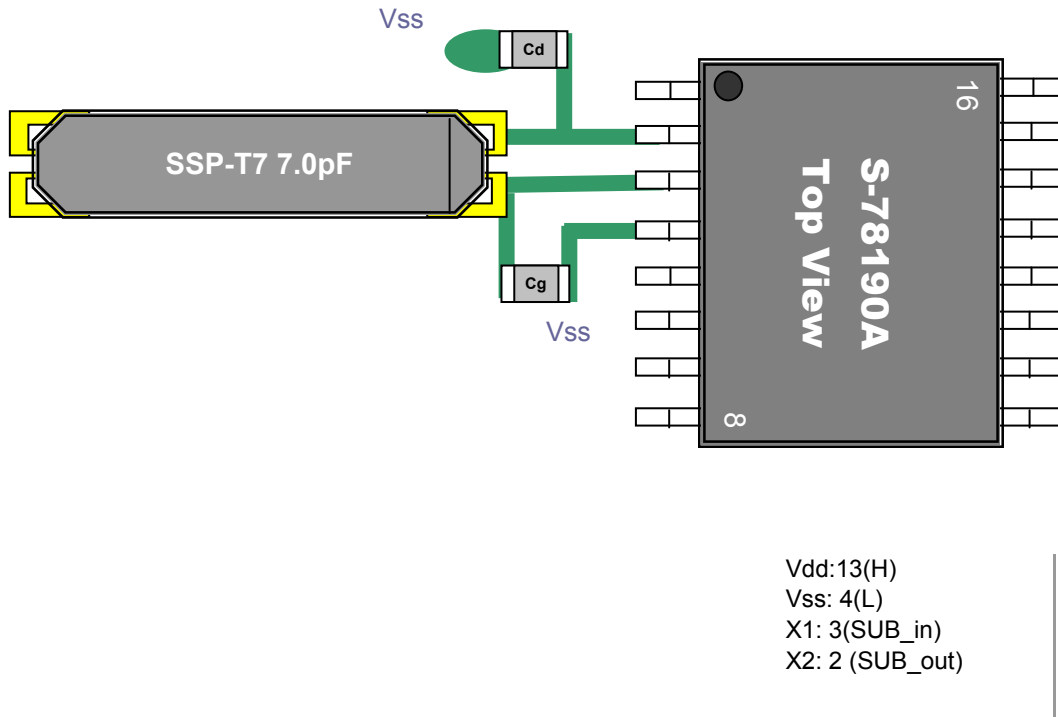 Vss
Cd
16
SSP-T7 7.0pF
S-78190A
Top View
Cg
Vss
8
Vdd:13(H)
Vss: 4(L)
X1: 3(SUB_in)
X2: 2 (SUB_out)